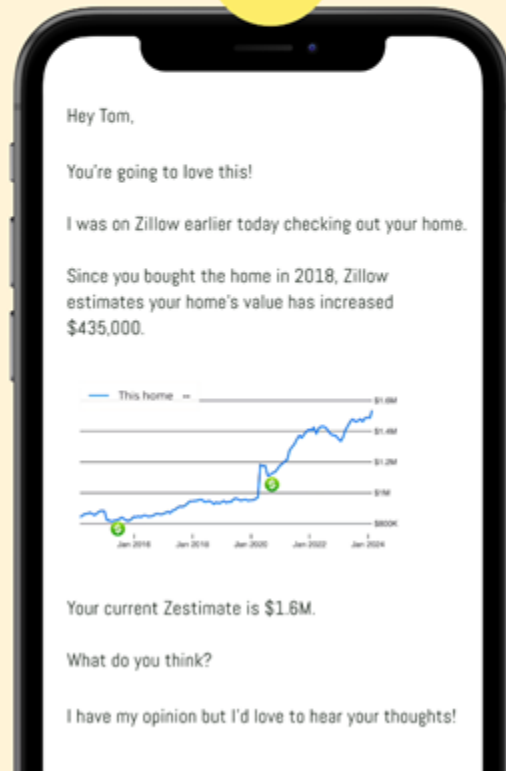 Hey Tom,
You're going to love this!
I was on Zillow earlier today checking out your home.
Since you bought the home in 2018, Zillow
estimates your home's value has increased
$435,000.
This home --
$1.6M
$1.4M
$1.2M
$1M
$800K
Jan 2016 Jan 2018 Jan 2020 Jan 2022 Jan 2024
Your current Zestimate is $1.6M.
What do you think?
I have my opinion but I'd love to hear your thoughts!